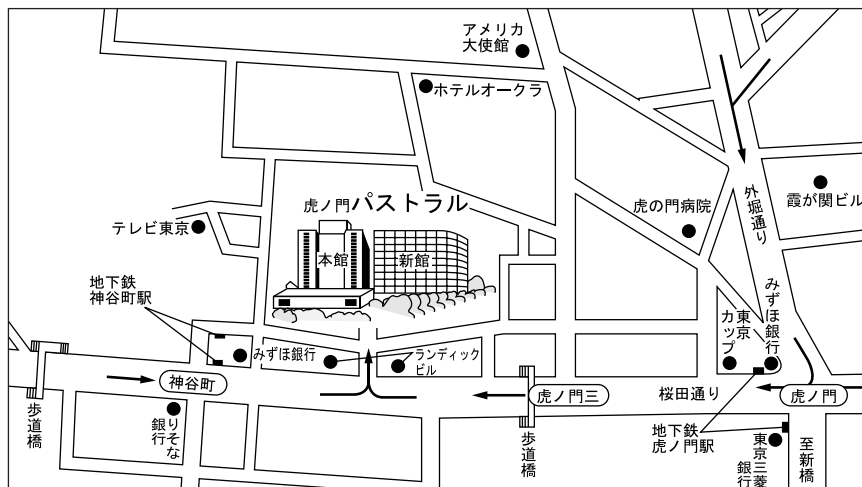 アメリカ
大使館
ホテルオークラ
虎ノ門パストラル
本館
新館
テレビ東京
地下鉄
神谷町駅
虎の門病院
外堀通り
霞が関ビル
みずほ銀行
東京
カップ
みずほ銀行
ランディック
ビル
神谷町
虎ノ門三
桜田通り
虎ノ門
歩道橋
りそな
銀行
歩道橋
地下鉄
虎ノ門駅
東京三菱
銀行
至新橋